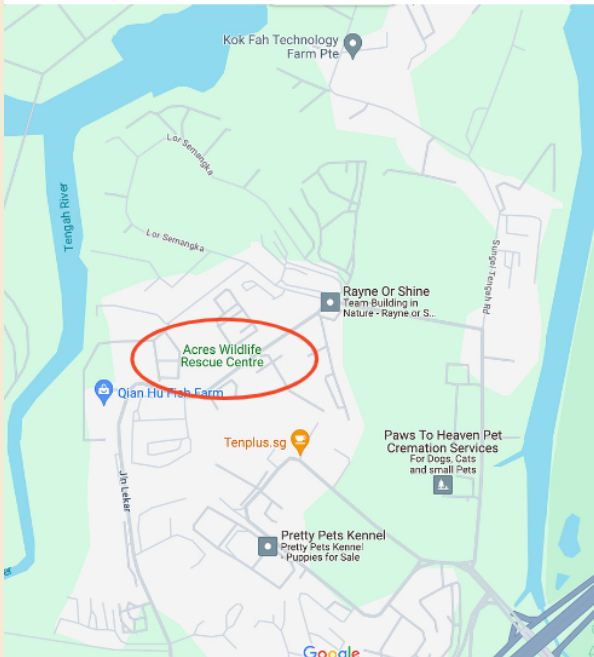 Kok Fah Technology
Farm Pte
Lor Semangka
Tengah River
Lor Semangka
Sungei Tengah Rd
Rayne Or Shine
Team Building in
Nature - Rayne or S...
Acres Wildlife
Rescue Centre
Qian Hu Fish Farm
Tenplus.sg
Paws To Heaven Pet
Cremation Services
For Dogs, Cats
and small Pets
J'n Lekar
Pretty Pets Kennel
Pretty Pets Kennel
- Puppies for Sale
Google